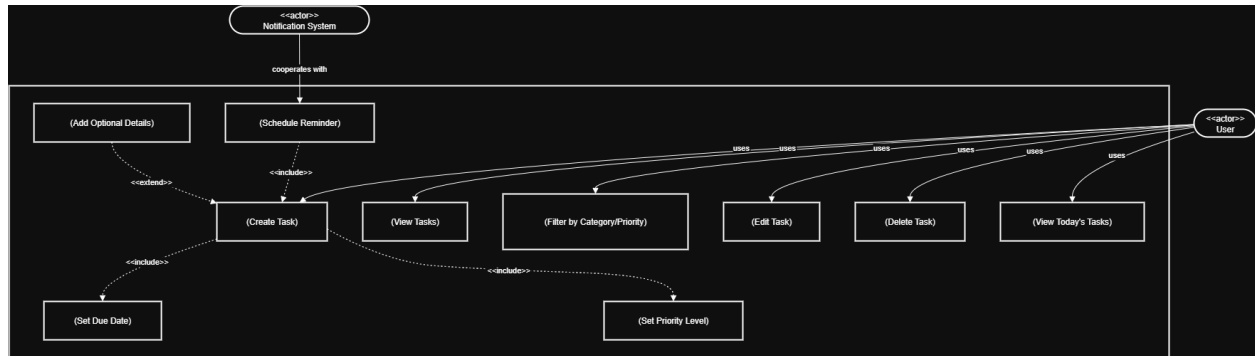 <<actor>>
Notification System
cooperates with
(Add Optional Details)
(Schedule Reminder)
<<actor>>
User
uses
uses
uses
uses
uses
uses
<<include>>
<<extend>>
(Create Task)
(View Tasks)
(Filter by Category/Priority)
(Edit Task)
(Delete Task)
(View Today's Tasks)
<<include>>
<<include>>
(Set Due Date)
(Set Priority Level)